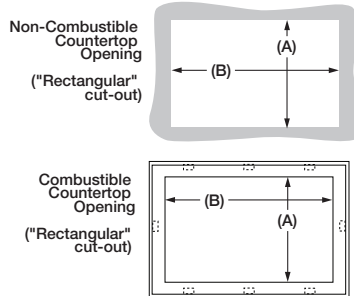 Non-Combustible
Countertop
Opening
("Rectangular"
cut-out)
(A)
(B)
Combustible
Countertop
Opening
("Rectangular"
cut-out)
(B)
(A)